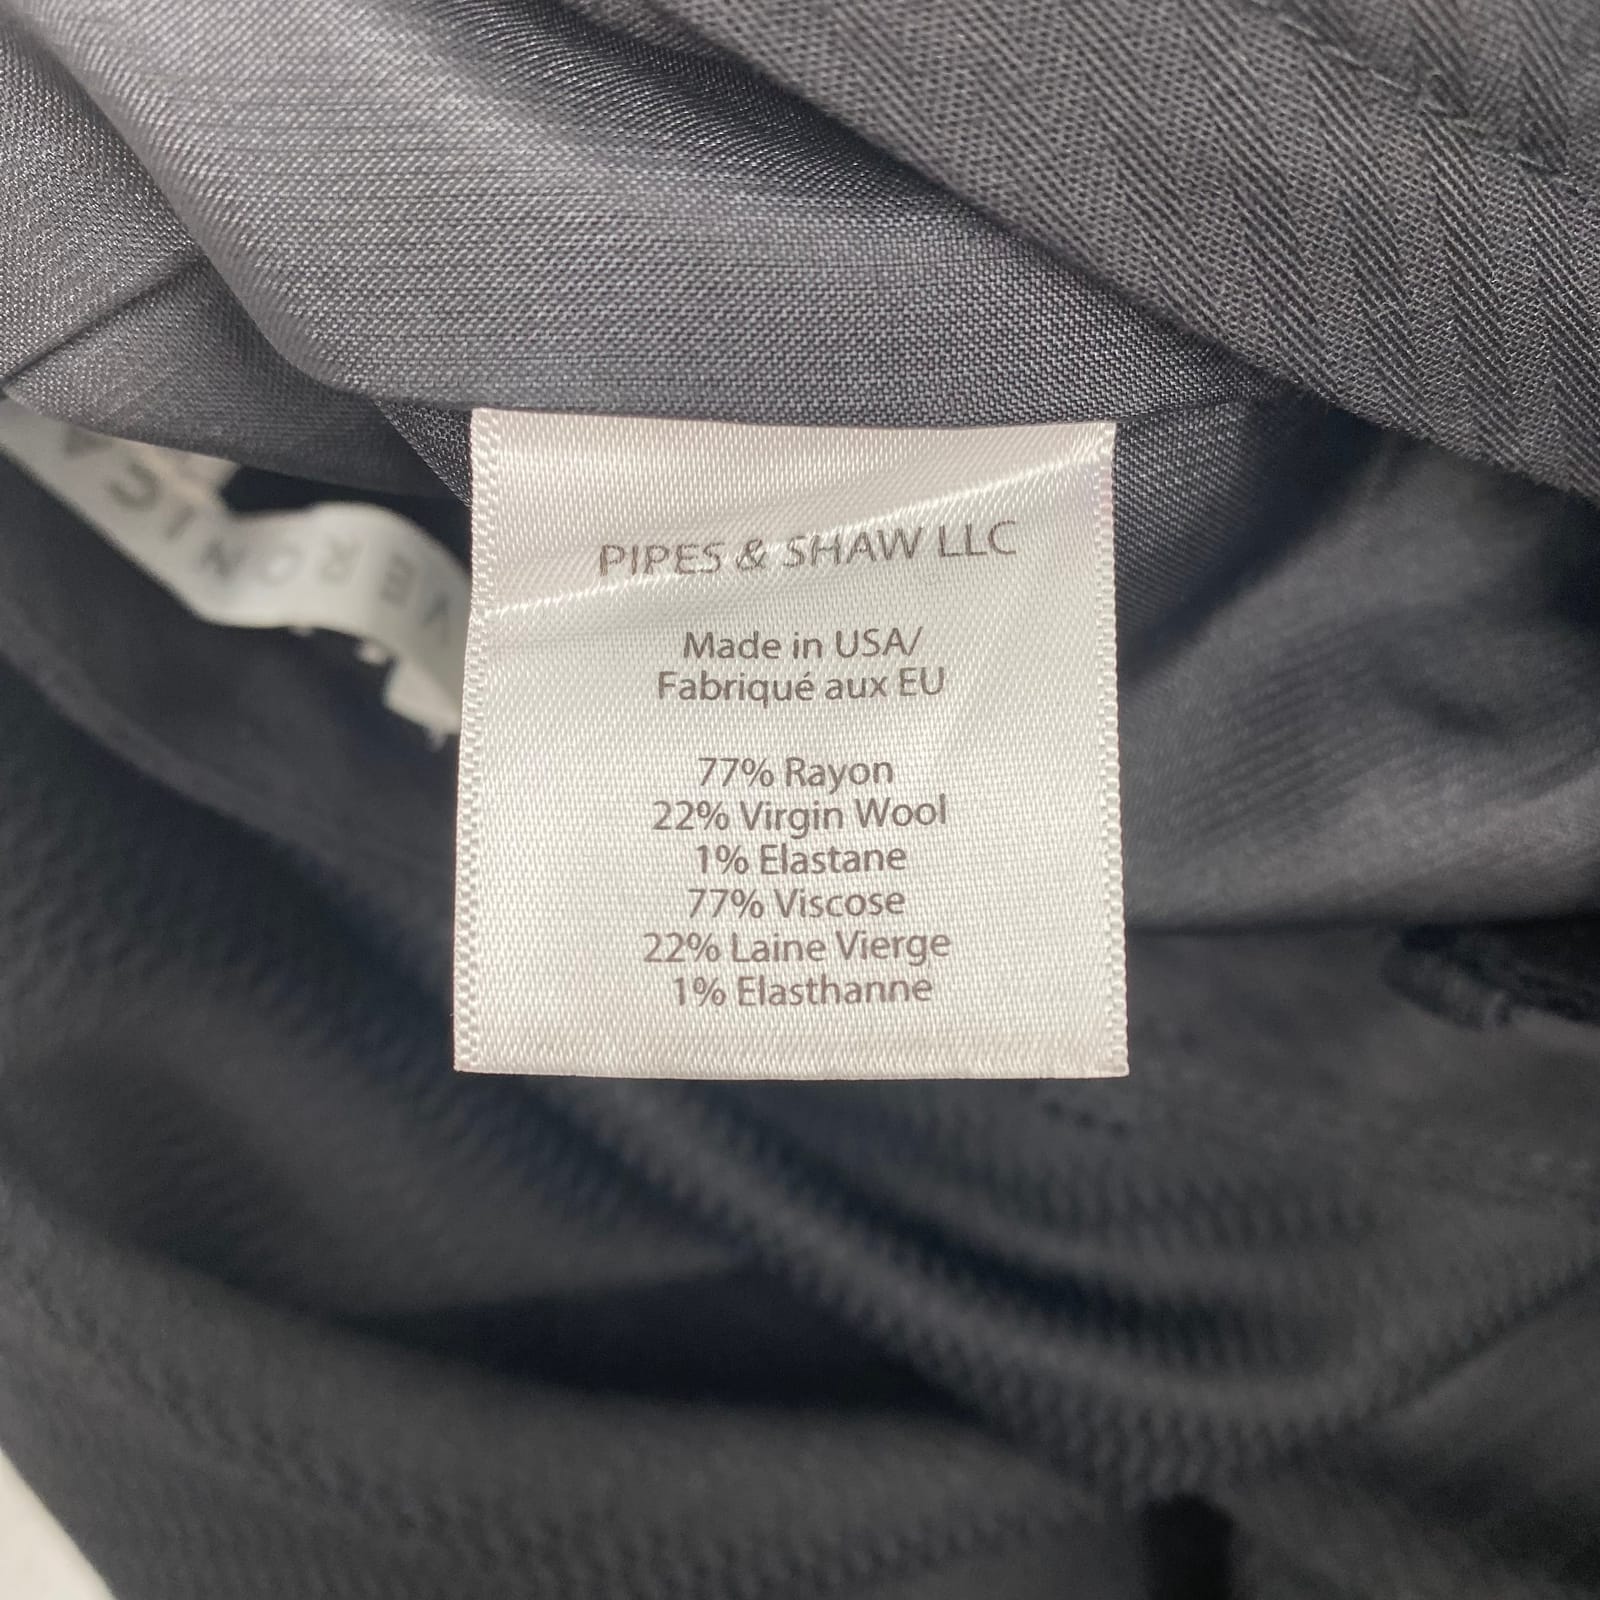 PIPES & SHAW LLC
Made in USA/
Fabriqué aux EU
77% Rayon
22% Virgin Wool
1% Elastane
77% Viscose
22% Laine Vierge
1% Elasthanne
VERONICA